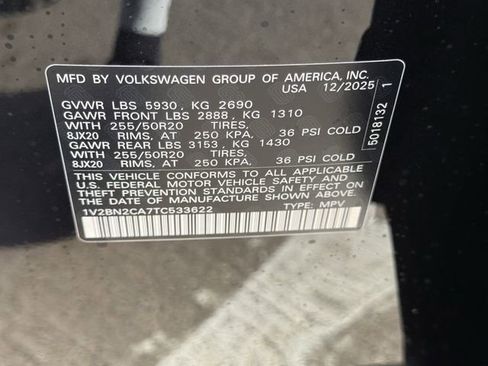 MFD BY VOLKSWAGEN GROUP OF AMERICA, INC.
USA 12/2025
GVWR LBS 5930, KG 2690
GAWR FRONT LBS 2888, KG 1310
WITH 255/50R20 TIRES,
8JX20 RIMS, AT 250 KPA, 36 PSI COLD
GAWR REAR LBS 3153, KG 1430
WITH 255/50R20 TIRES,
8JX20 RIMS, AT 250 KPA, 36 PSI COLD
THIS VEHICLE CONFORMS TO ALL APPLICABLE
U.S. FEDERAL MOTOR VEHICLE SAFETY, BUMPER, AND
THEFT PREVENTION STANDARDS IN EFFECT ON
THE DATE OF MANUFACTURE SHOWN ABOVE.
1V2BN2CA7TC533622
TYPE: MPV
5018132 1